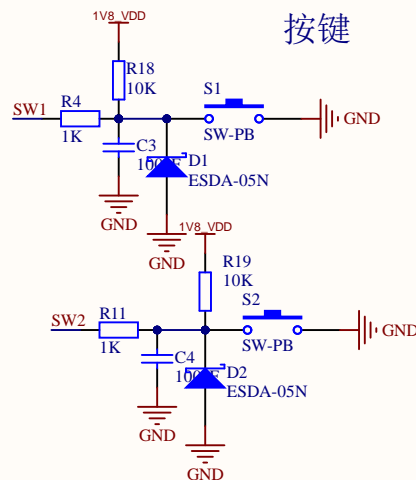 按键
1V8_VDD
R18
10K
S1
SW1
R4
1K
SW-PB
GND
C3
D1
ESDA-05N
GND
GND
1V8_VDD
R19
10K
S2
SW2
R11
1K
SW-PB
GND
C4
D2
ESDA-05N
GND
GND